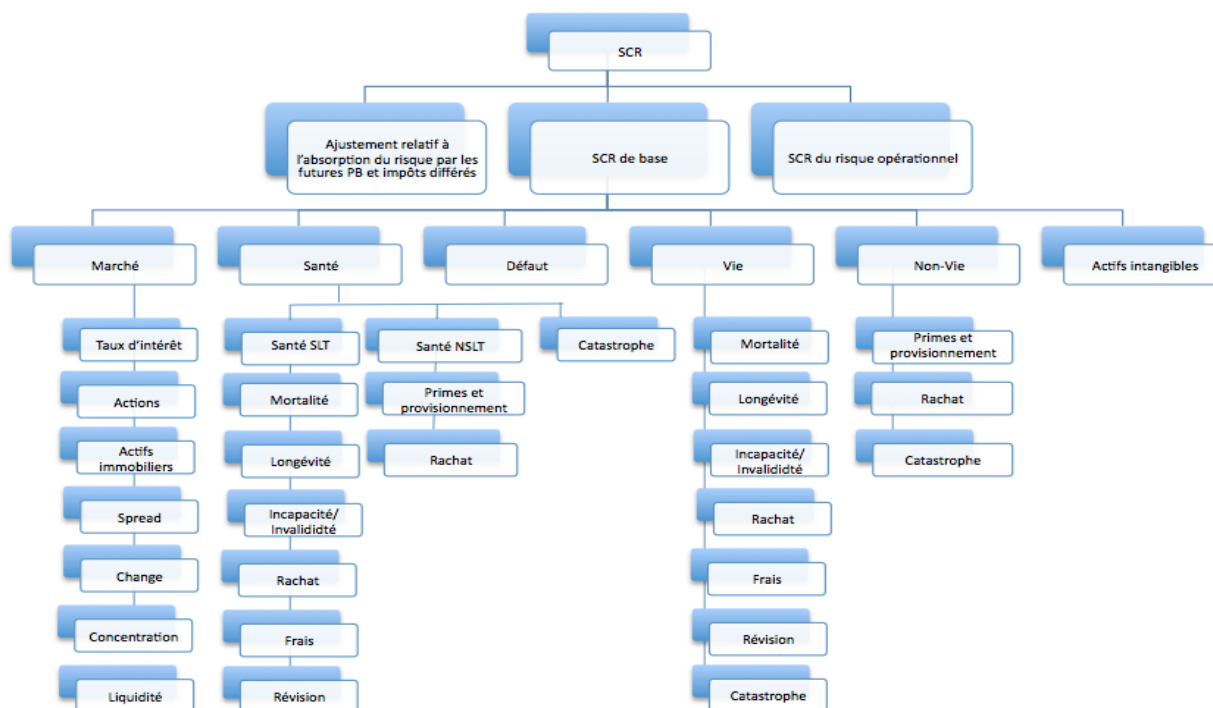 SCR
Ajustement relatif à
l'absorption du risque par les
futures PB et impôts différés
SCR de base
SCR du risque opérationnel
Marché
Santé
Défaut
Vie
Non-Vie
Actifs intangibles
Taux d'intérêt
Actions
Actifs
immobiliers
Spread
Change
Concentration
Liquidité
Santé SLT
Mortalité
Longévité
Incapacité/
Invalididté
Rachat
Frais
Révision
Santé NSLT
Primes et
provisionnement
Rachat
Catastrophe
Mortalité
Longévité
Incapacité/
Invalididté
Rachat
Frais
Révision
Catastrophe
Primes et
provisionnement
Rachat
Catastrophe